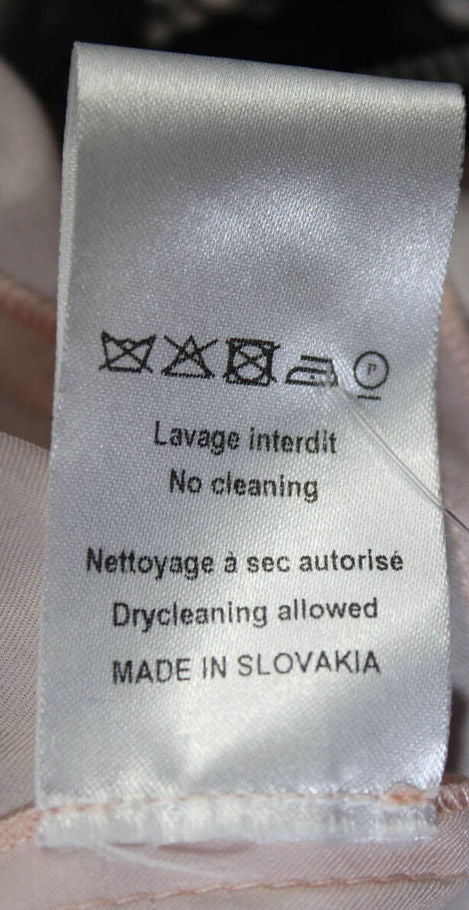 P
Lavage interdit
No cleaning
Nettoyage à sec autorisé
Drycleaning allowed
MADE IN SLOVAKIA